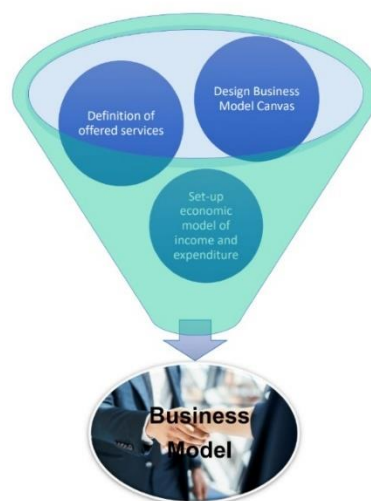 Definition of
offered services
Design Business
Model Canvas
Set-up
economic
model of
income and
expenditure
Business
Model